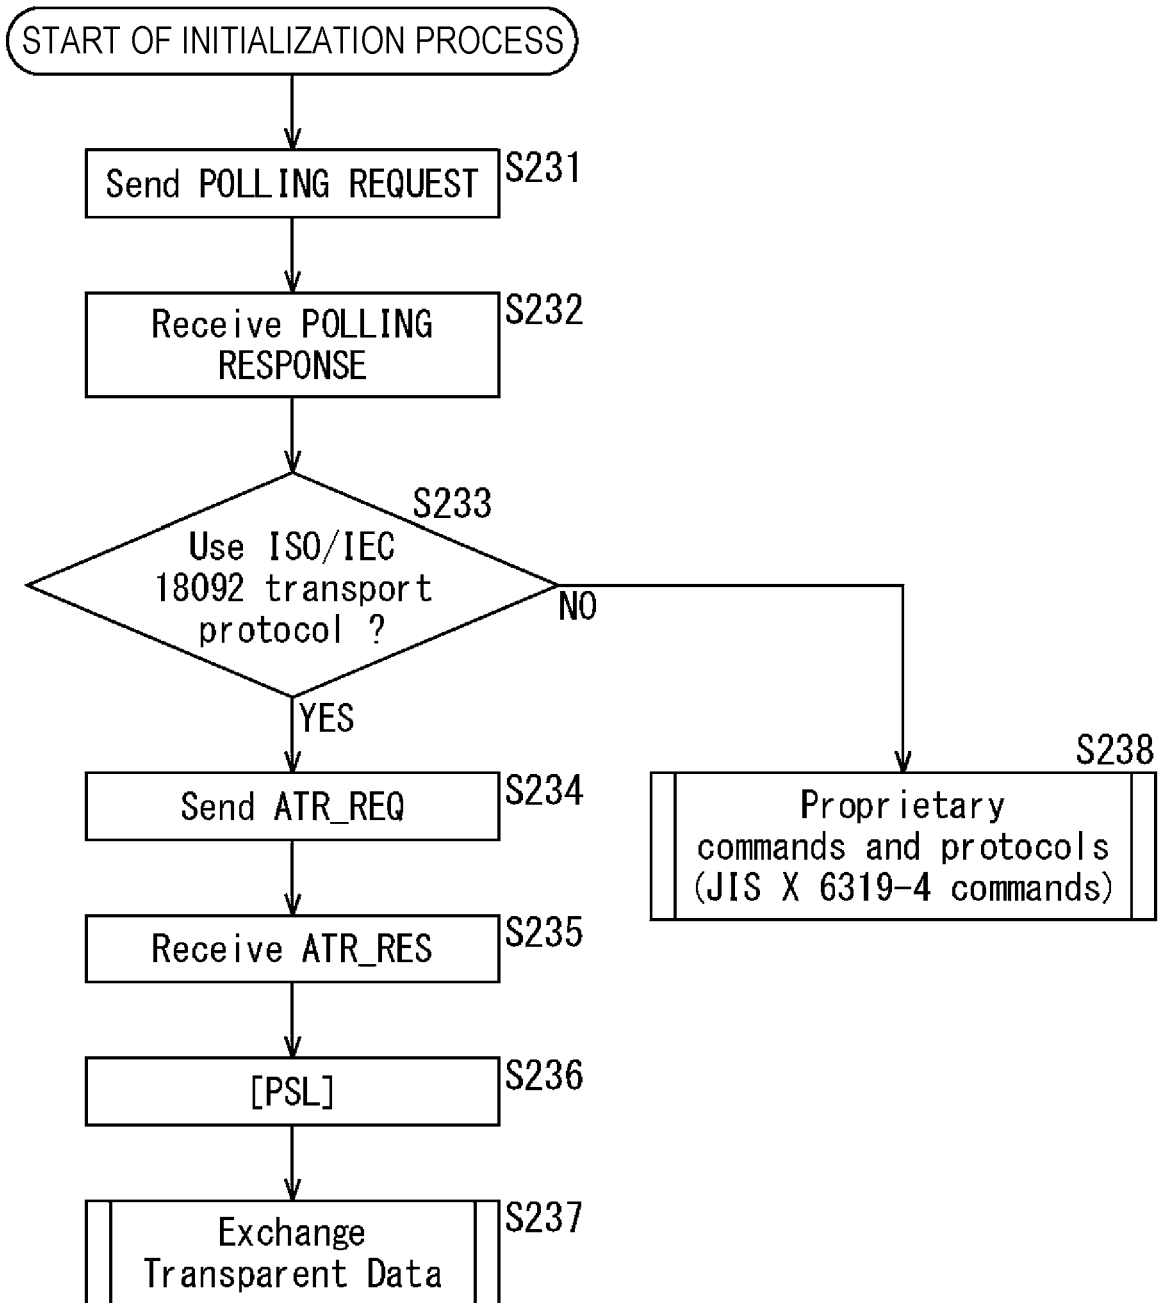 START OF INITIALIZATION PROCESS
S231
Send POLLING REQUEST
S232
Receive POLLING
RESPONSE
S233
Use ISO/IEC
18092 transport
protocol ?
NO
YES
S234
Send ATR_REQ
S238
Proprietary
commands and protocols
(JIS X 6319-4 commands)
S235
Receive ATR_RES
S236
[PSL]
S237
Exchange
Transparent Data